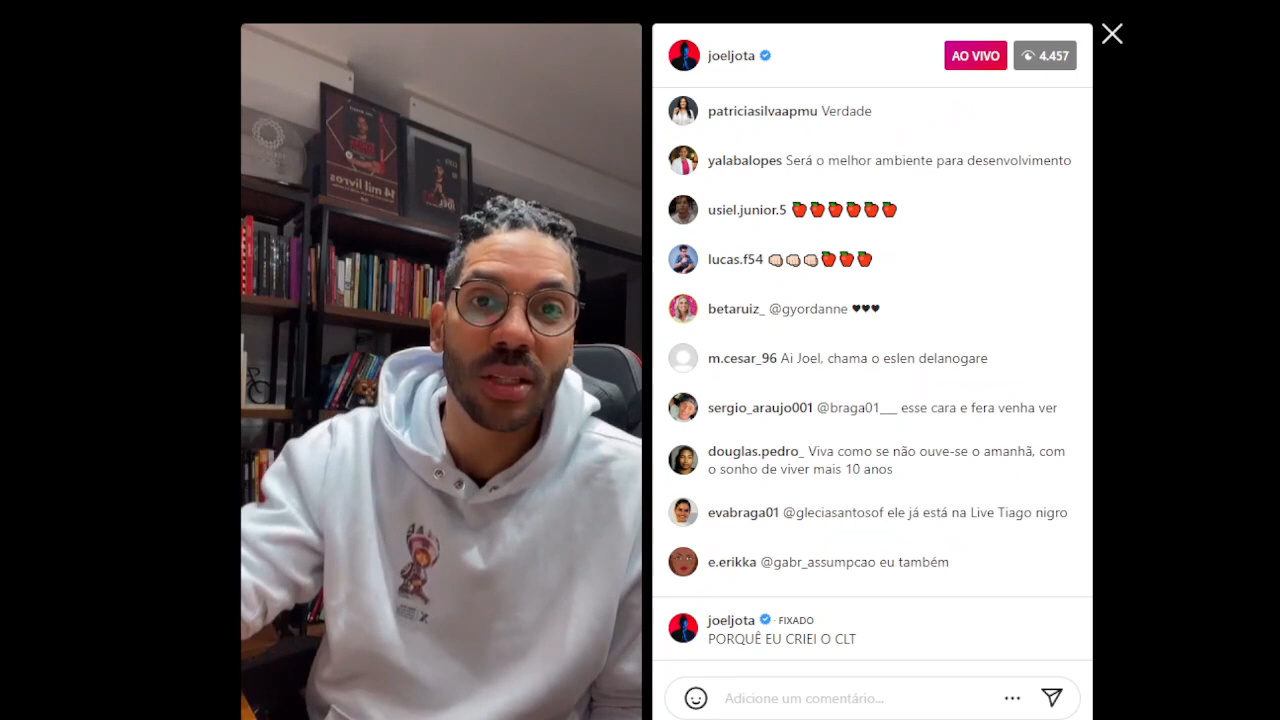 joeljota
AO VIVO
4.457
patriciasilvaapmu Verdade
yalabalopes Será o melhor ambiente para desenvolvimento
usiel.junior.5 🍎🍎🍎🍎🍎🍎
lucas.f54 👊🏻👊🏻👊🏻🍎🍎🍎
betaruiz_ @gyordanne ♥♥♥
m.cesar_96 Ai Joel, chama o eslen delanogare
sergio_araujo001 @braga01___ esse cara e fera venha ver
douglas.pedro_ Viva como se não ouve-se o amanhã, com
o sonho de viver mais 10 anos
evabraga01 @gleciasantosof ele já está na Live Tiago nigro
e.erikka @gabr_assumpcao eu também
joeljota · FIXADO
PORQUÊ EU CRIEI O CLT
Adicione um comentário...
14 mil livros